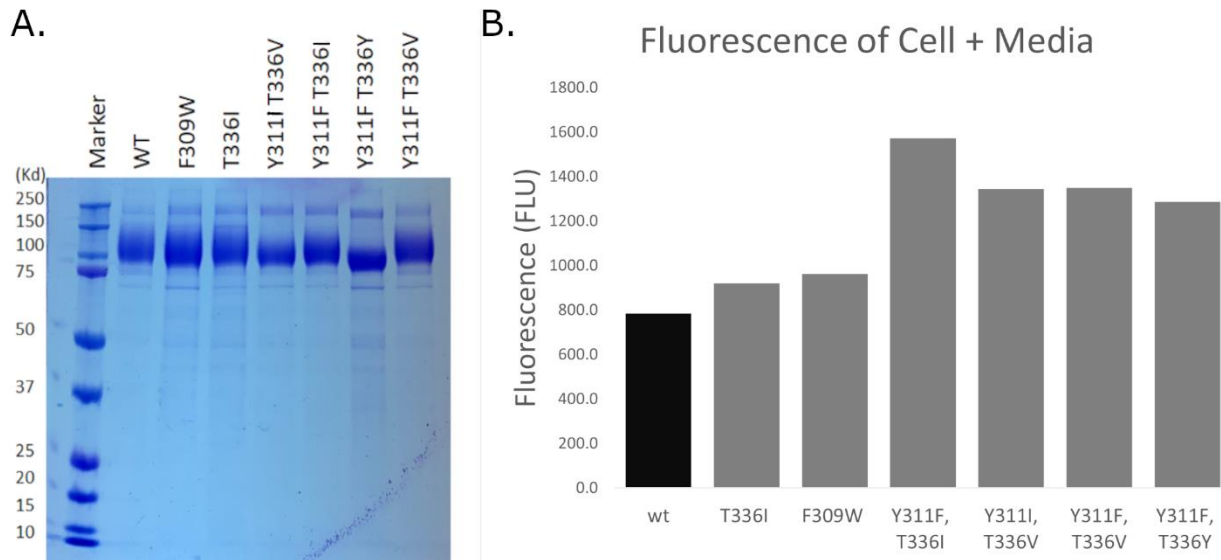 A.
Marker
WT
F309W
T336I
Y311I T336V
Y311F T336I
Y311F T336Y
Y311F T336V
(Kd)
250
150
100
75
50
37
25
20
15
10
B.
Fluorescence of Cell + Media
Fluorescence (FLU)
1800.0
1600.0
1400.0
1200.0
1000.0
800.0
600.0
400.0
200.0
0.0
wt
T336I
F309W
Y311F,
T336I
Y311I,
T336V
Y311F,
T336V
Y311F,
T336Y